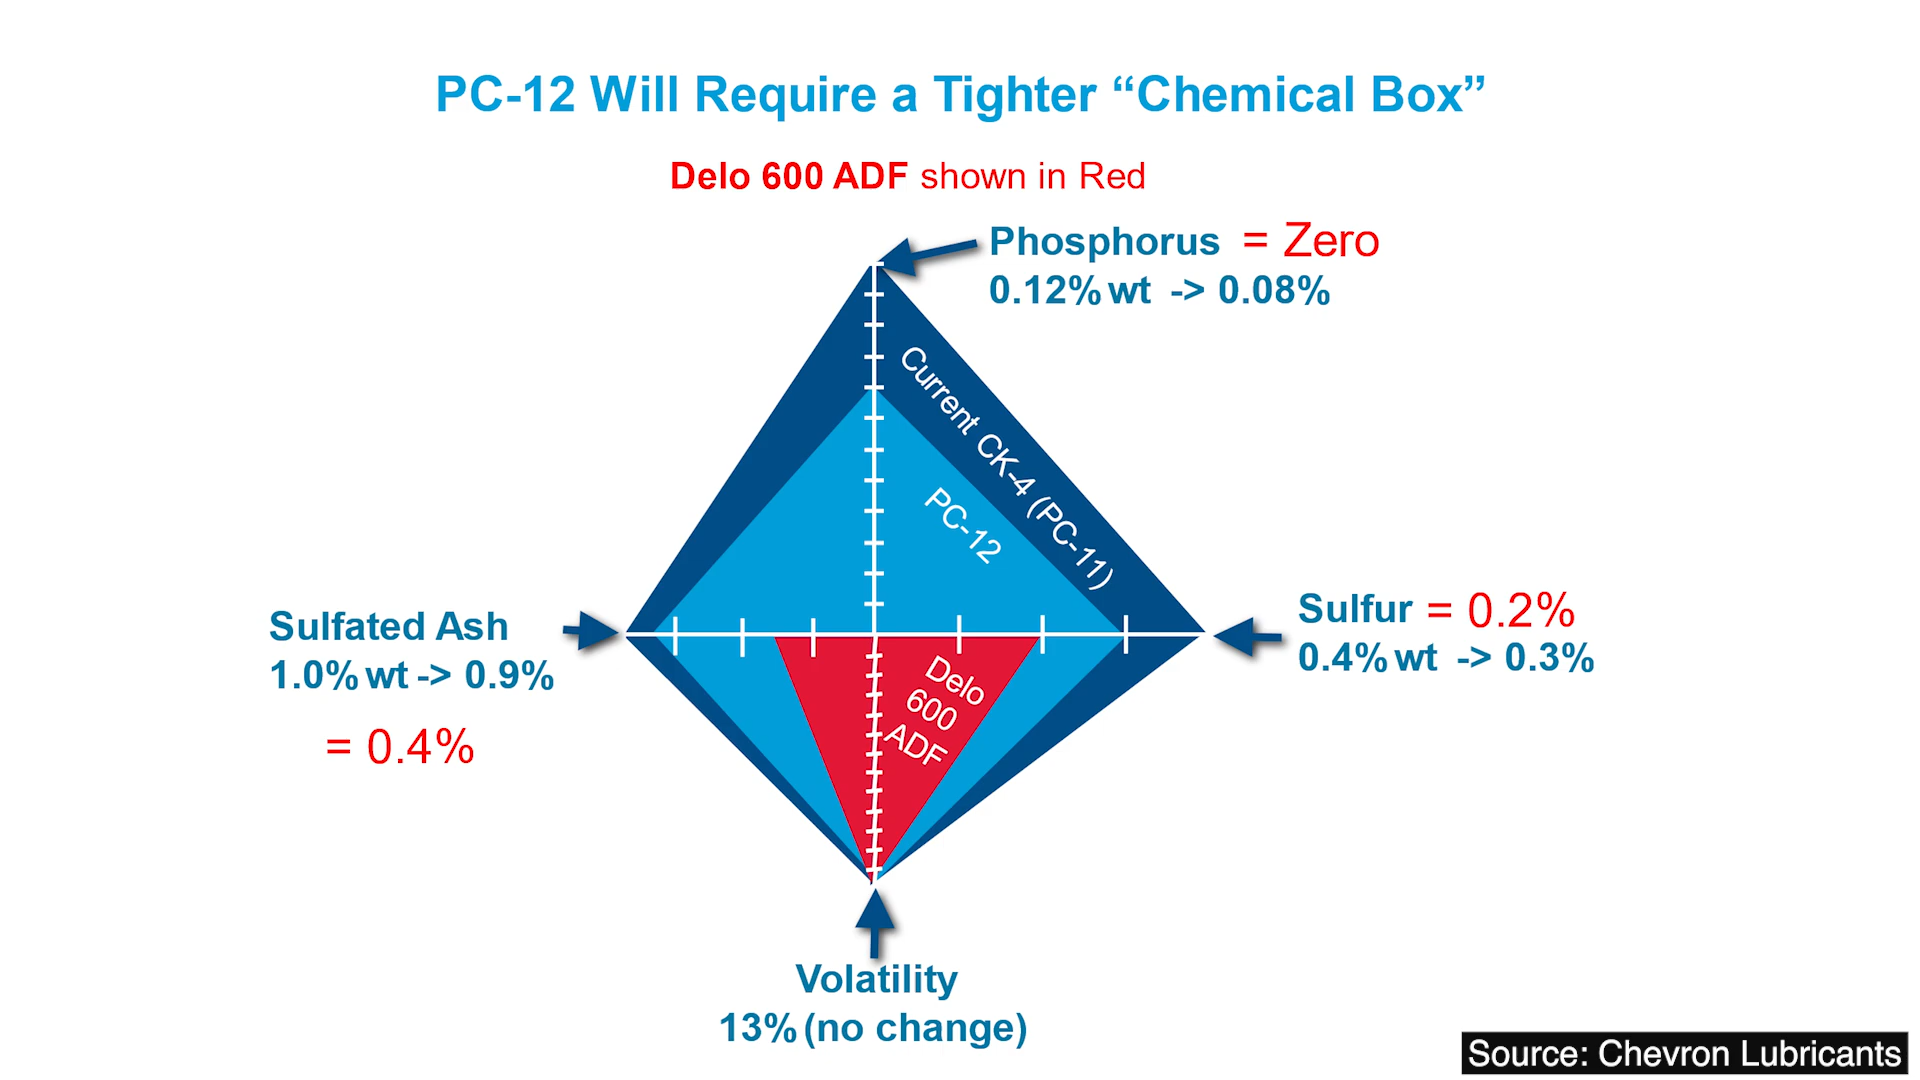 PC-12 Will Require a Tighter “Chemical Box”
Delo 600 ADF shown in Red
Phosphorus = Zero
0.12% wt -> 0.08%
Current CK-4 (PC-11)
PC-12
Sulfated Ash
1.0% wt -> 0.9%
= 0.4%
Sulfur = 0.2%
0.4% wt -> 0.3%
Delo
600
ADF
Volatility
13% (no change)
Source: Chevron Lubricants